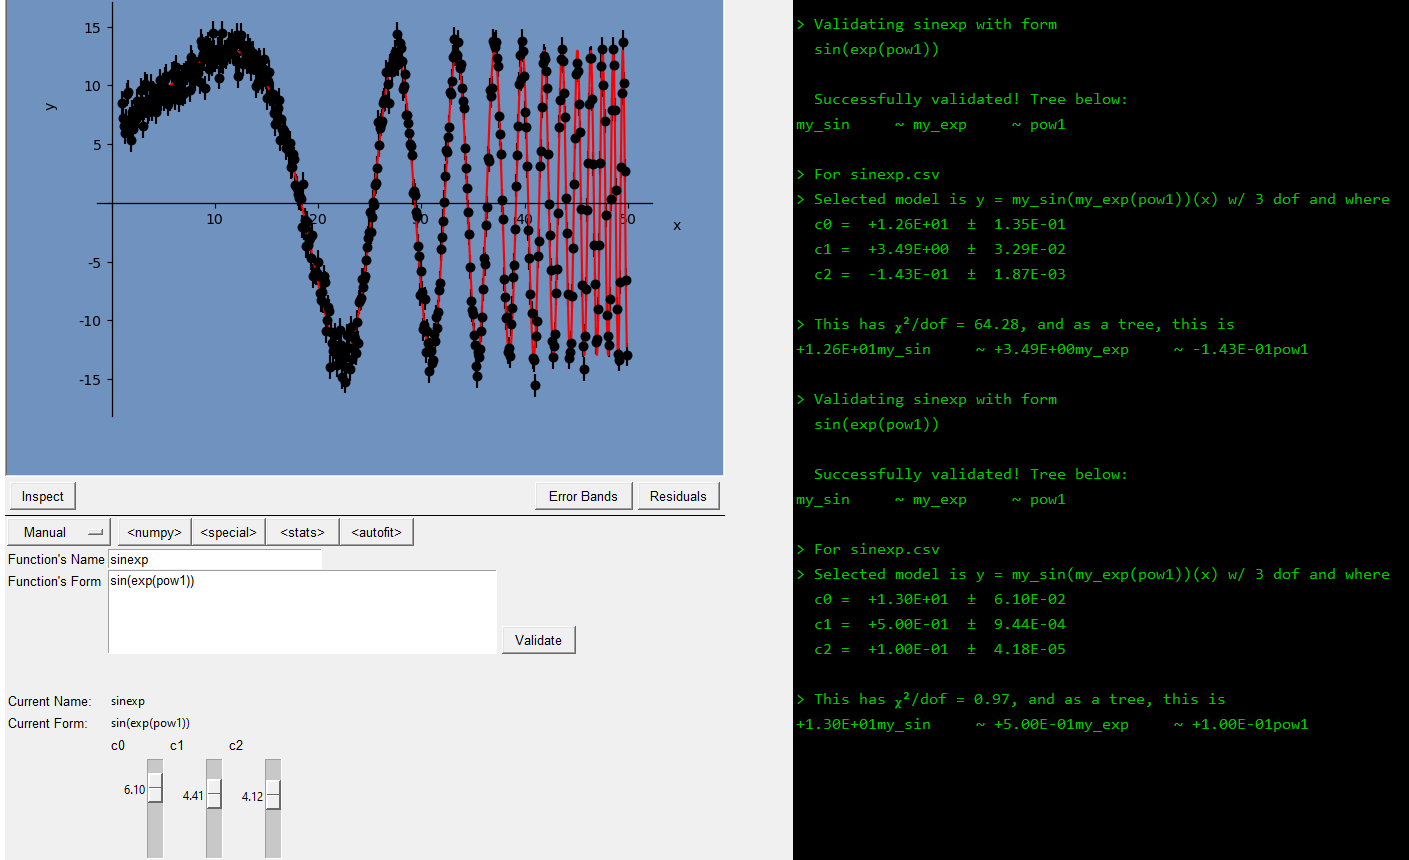 15
10
5
-5
-10
-15
y
10
20
30
40
50
x
Inspect
Error Bands
Residuals
Manual
<numpy>
<special>
<stats>
<autofit>
Function's Name sinexp
Function's Form sin(exp(pow1))
Validate
Current Name: sinexp
Current Form: sin(exp(pow1))
c0 c1 c2
6.10 4.41 4.12
> Validating sinexp with form
sin(exp(pow1))
Successfully validated! Tree below:
my_sin ~ my_exp ~ pow1
> For sinexp.csv
> Selected model is y = my_sin(my_exp(pow1))(x) w/ 3 dof and where
c0 = +1.26E+01 ± 1.35E-01
c1 = +3.49E+00 ± 3.29E-02
c2 = -1.43E-01 ± 1.87E-03
> This has χ²/dof = 64.28, and as a tree, this is
+1.26E+01my_sin ~ +3.49E+00my_exp ~ -1.43E-01pow1
> Validating sinexp with form
sin(exp(pow1))
Successfully validated! Tree below:
my_sin ~ my_exp ~ pow1
> For sinexp.csv
> Selected model is y = my_sin(my_exp(pow1))(x) w/ 3 dof and where
c0 = +1.30E+01 ± 6.10E-02
c1 = +5.00E-01 ± 9.44E-04
c2 = +1.00E-01 ± 4.18E-05
> This has χ²/dof = 0.97, and as a tree, this is
+1.30E+01my_sin ~ +5.00E-01my_exp ~ +1.00E-01pow1